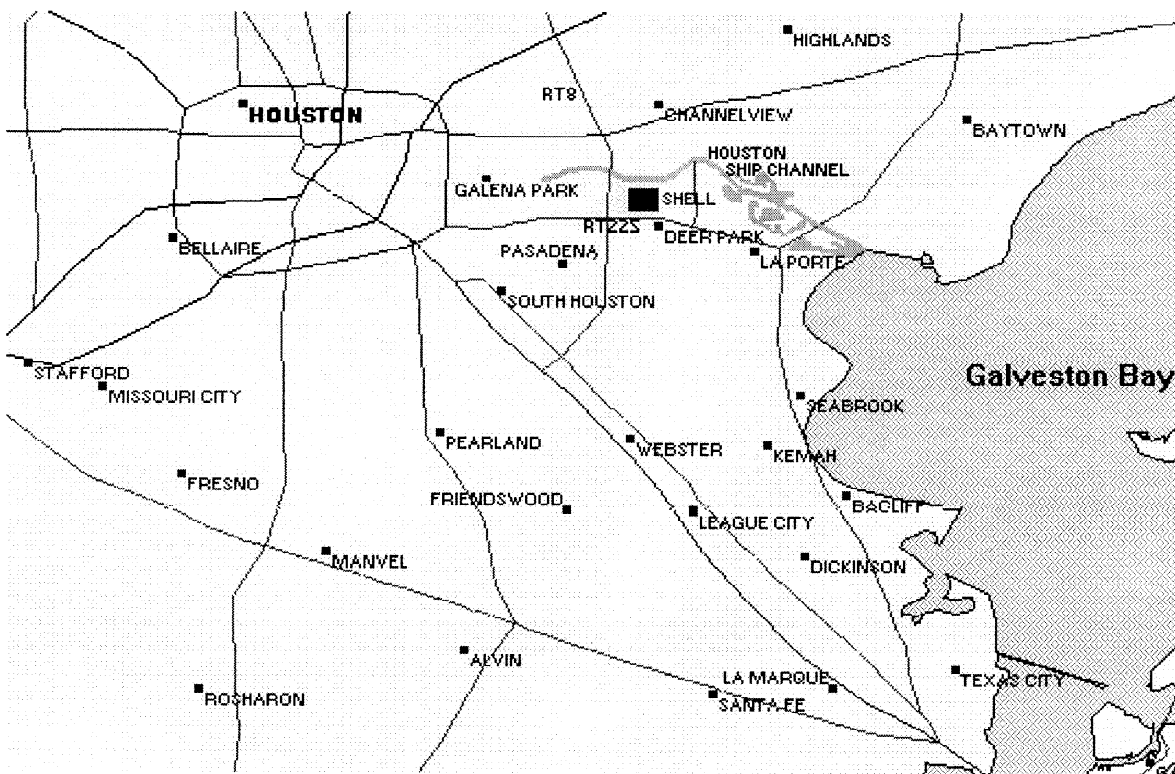 HIGHLANDS
RT8
HOUSTON
CHANNELVIEW
BAYTOWN
HOUSTON
SHIP CHANNEL
GALENA PARK
SHELL
RT225
DEER PARK
BELLAIRE
PASADENA
LA PORTE
SOUTH HOUSTON
STAFFORD
MISSOURI CITY
Galveston Bay
SEABROOK
PEARLAND
WEBSTER
KEMAH
FRESNO
FRIENDSWOOD
BACLIFF
LEAGUE CITY
MANVEL
DICKINSON
ALVIN
LA MARQUE
TEXAS CITY
ROSHARON
SANTA FE